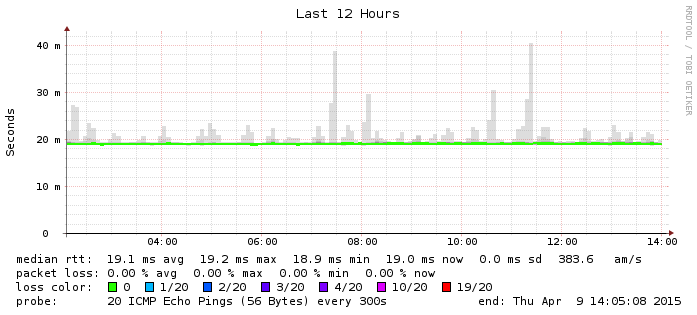 Last 12 Hours
RRDTOOL / TOBI OETIKER
Seconds
40 m
30 m
20 m
10 m
0
04:00 06:00 08:00 10:00 12:00 14:00
median rtt: 19.1 ms avg 19.2 ms max 18.9 ms min 19.0 ms now 0.0 ms sd 383.6 am/s
packet loss: 0.00 % avg 0.00 % max 0.00 % min 0.00 % now
loss color: 0 1/20 2/20 3/20 4/20 10/20 19/20
probe: 20 ICMP Echo Pings (56 Bytes) every 300s end: Thu Apr 9 14:05:08 2015